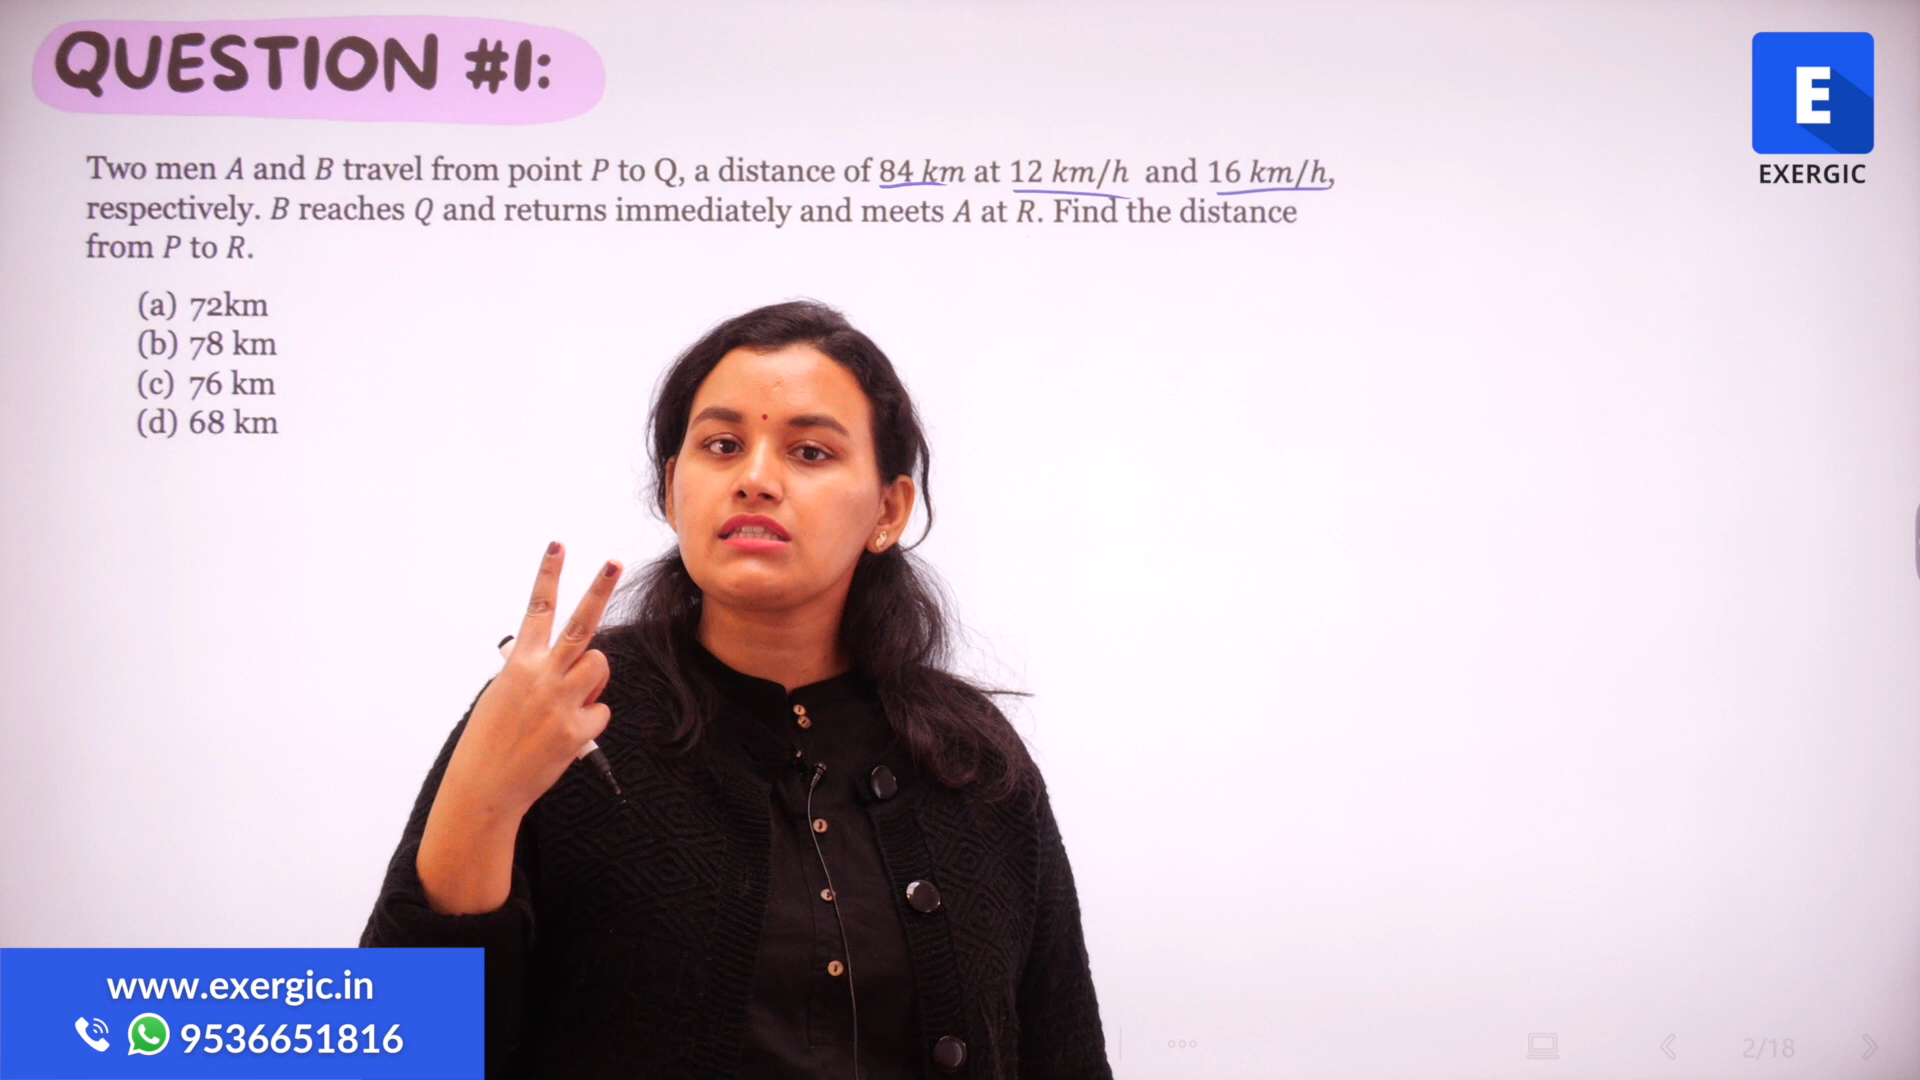 QUESTION #1:
E
EXERGIC
Two men A and B travel from point P to Q, a distance of 84 km at 12 km/h and 16 km/h,
respectively. B reaches Q and returns immediately and meets A at R. Find the distance
from P to R.
(a) 72km
(b) 78 km
(c) 76 km
(d) 68 km
www.exergic.in
9536651816
2/18